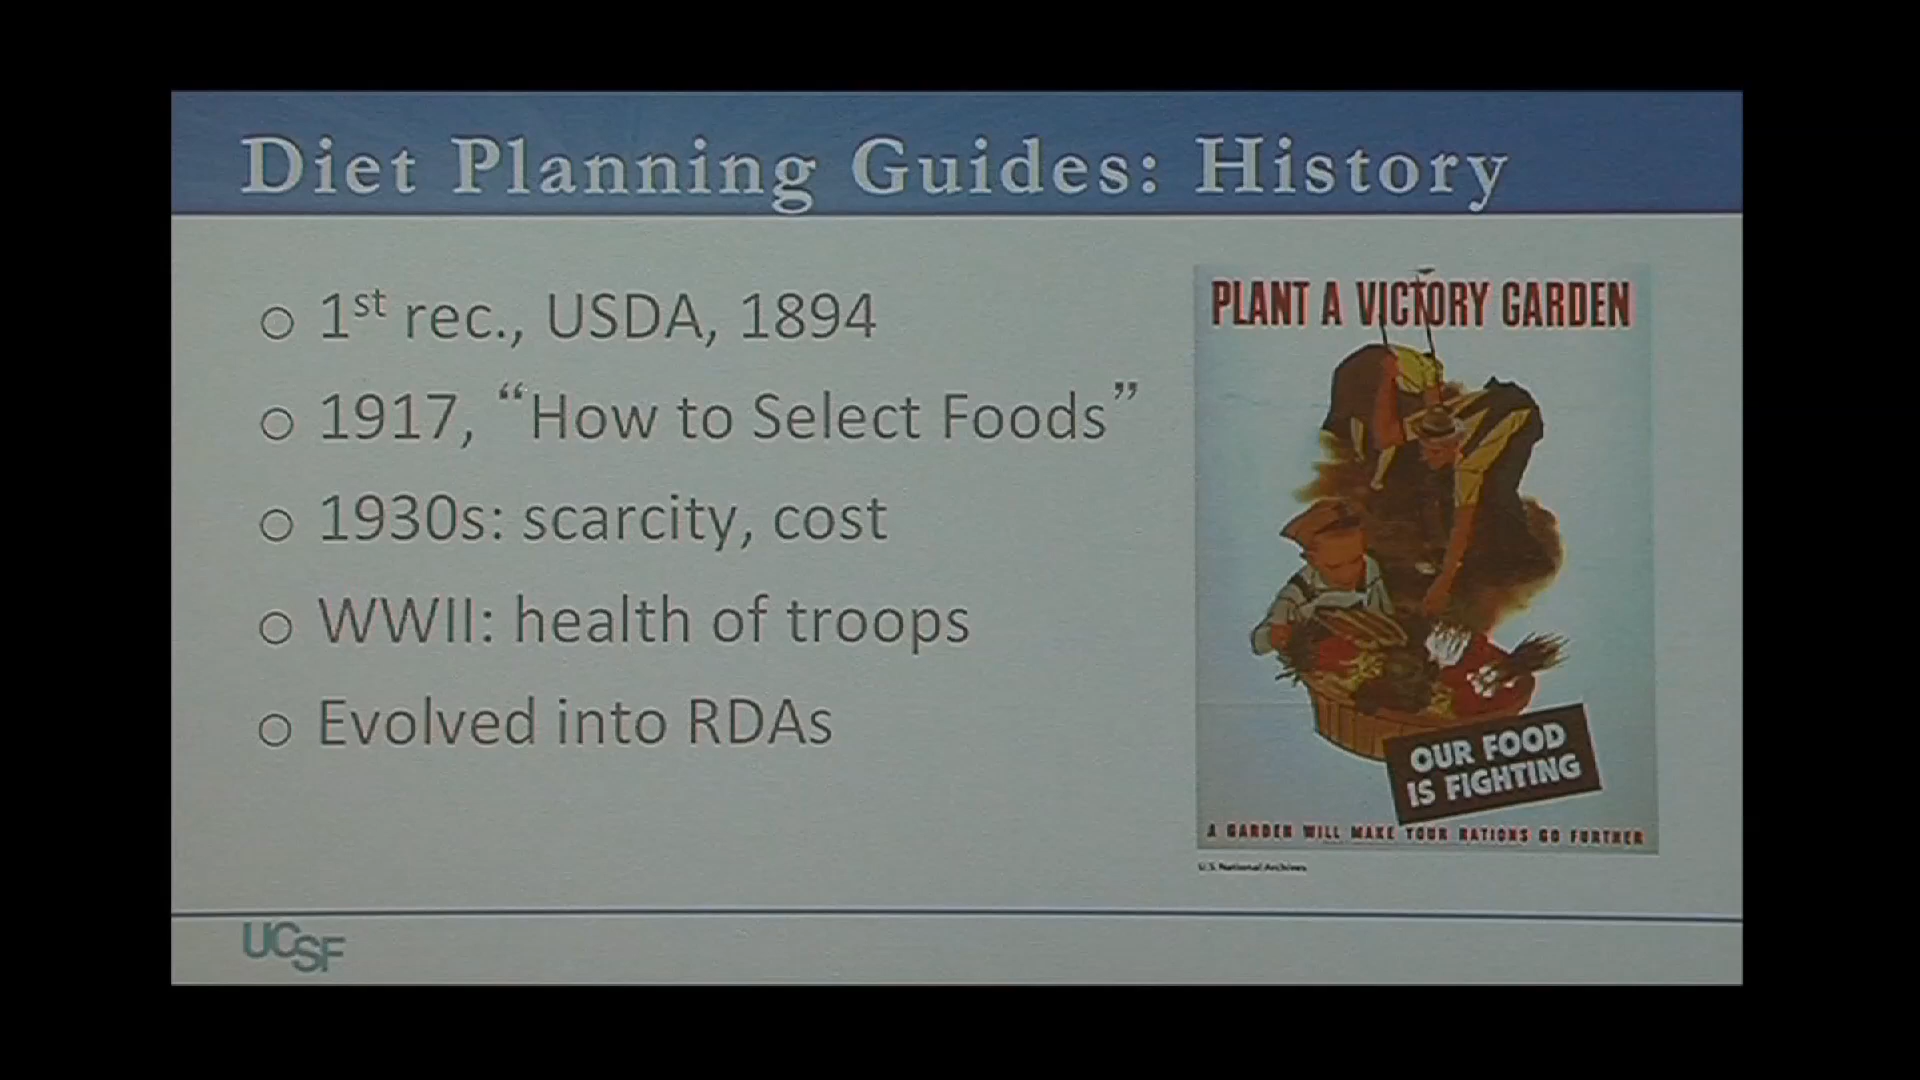 Diet Planning Guides: History
○ 1st rec., USDA, 1894
○ 1917, “How to Select Foods”
○ 1930s: scarcity, cost
○ WWII: health of troops
○ Evolved into RDAs
PLANT A VICTORY GARDEN
OUR FOOD
IS FIGHTING
A GARDEN WILL MAKE YOUR RATIONS GO FURTHER
U.S. National Archives
UCSF